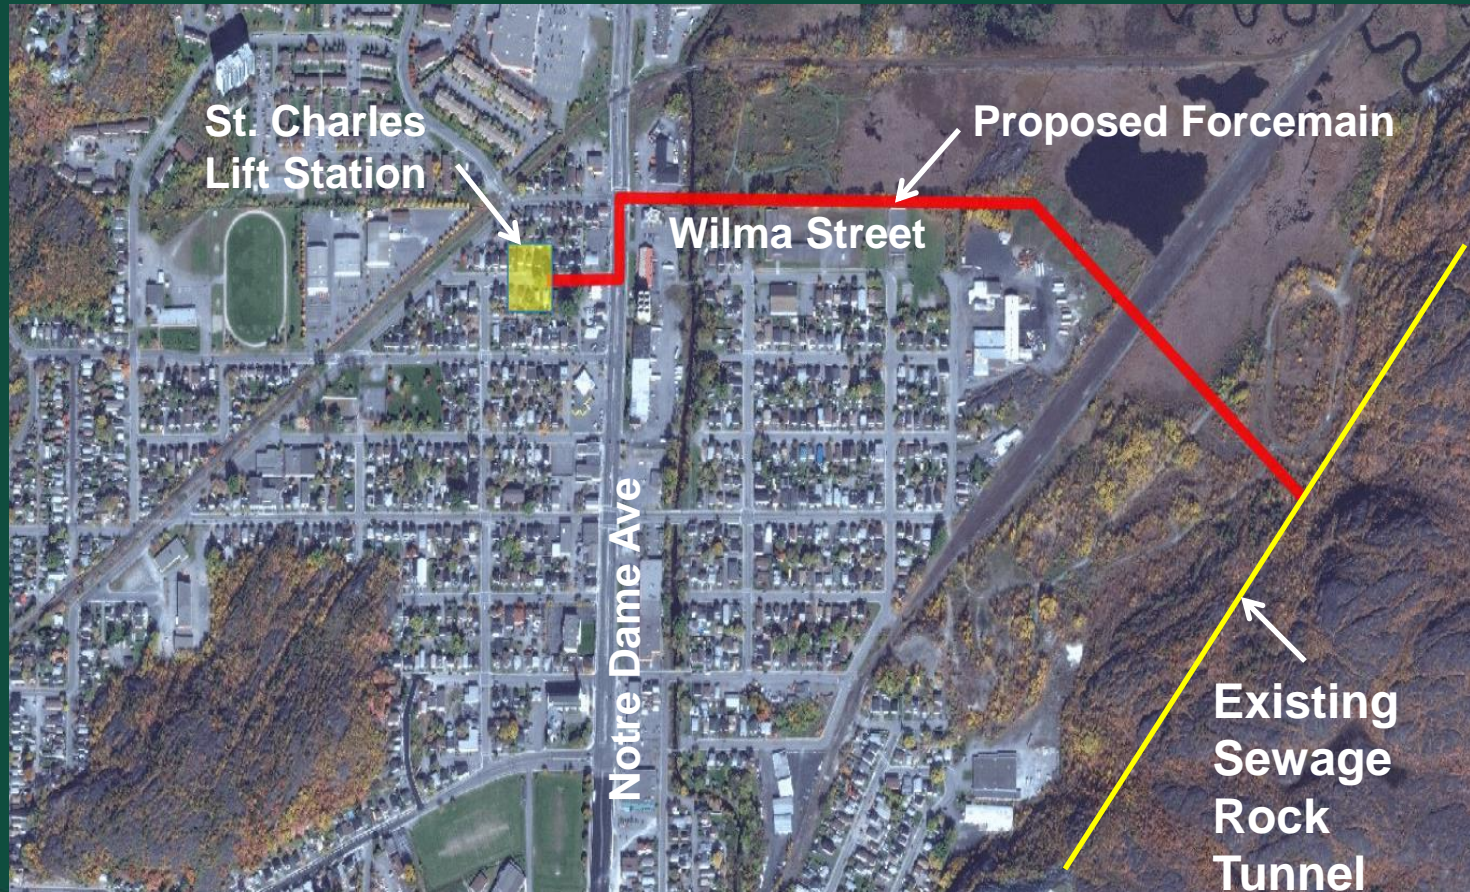 St. Charles
Lift Station
Proposed Forcemain
Wilma Street
Notre Dame Ave
Existing
Sewage
Rock
Tunnel